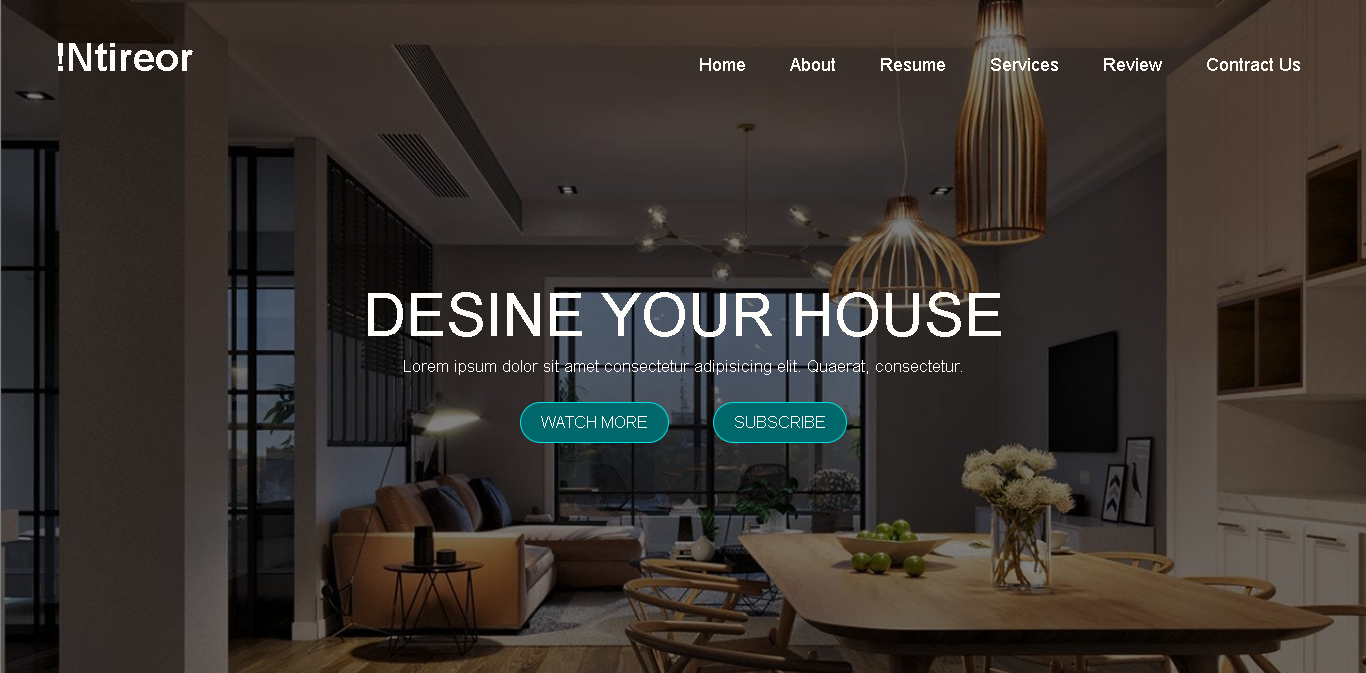 !Ntireor
Home About Resume Services Review Contract Us
DESINE YOUR HOUSE
Lorem ipsum dolor sit amet consectetur adipisicing elit. Quaerat, consectetur.
WATCH MORE SUBSCRIBE